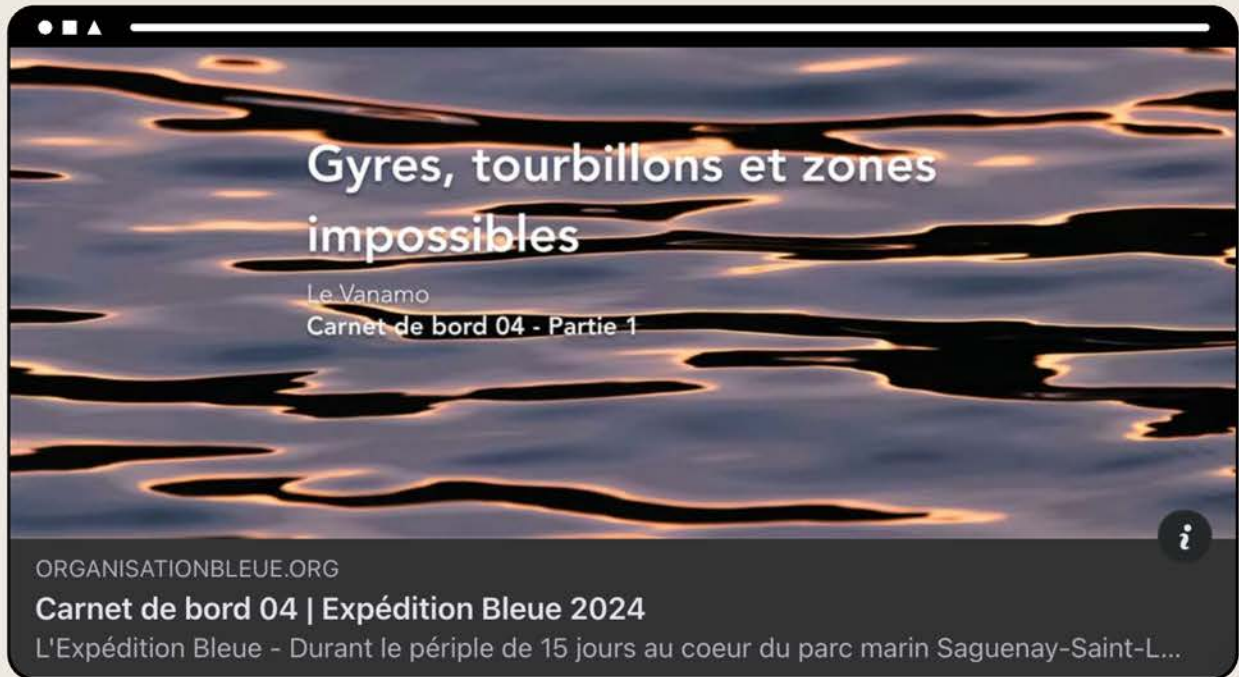 Gyres, tourbillons et zones
impossibles
Le Vanamo
Carnet de bord 04 - Partie 1
i
ORGANISATIONBLEUE.ORG
Carnet de bord 04 | Expédition Bleue 2024
L'Expédition Bleue - Durant le périple de 15 jours au coeur du parc marin Saguenay-Saint-L...